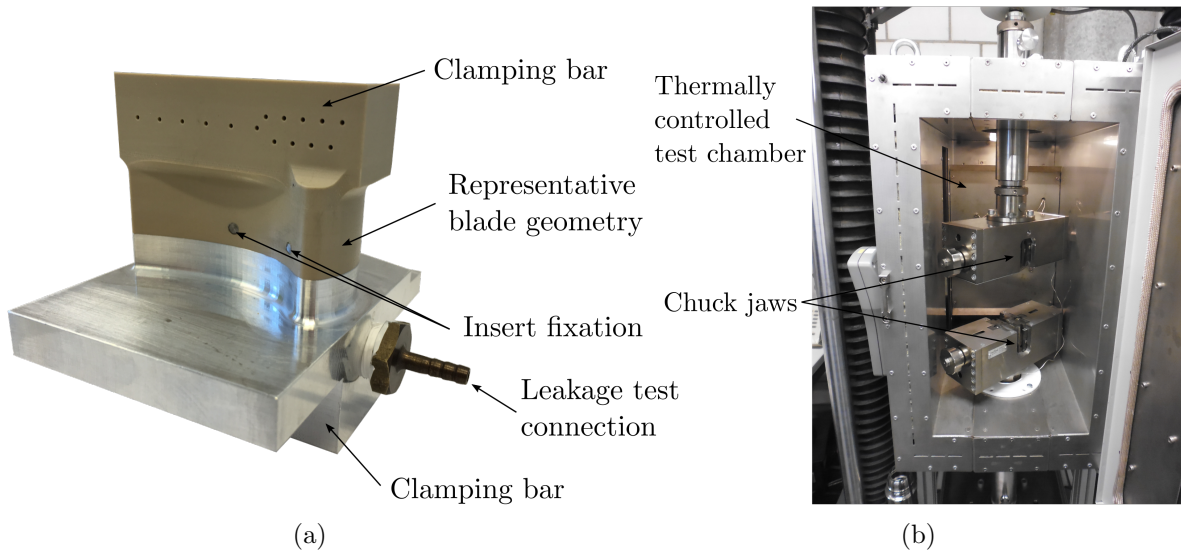 Clamping bar
Representative
blade geometry
Insert fixation
Leakage test
connection
Clamping bar
(a)
Thermally
controlled
test chamber
Chuck jaws
(b)